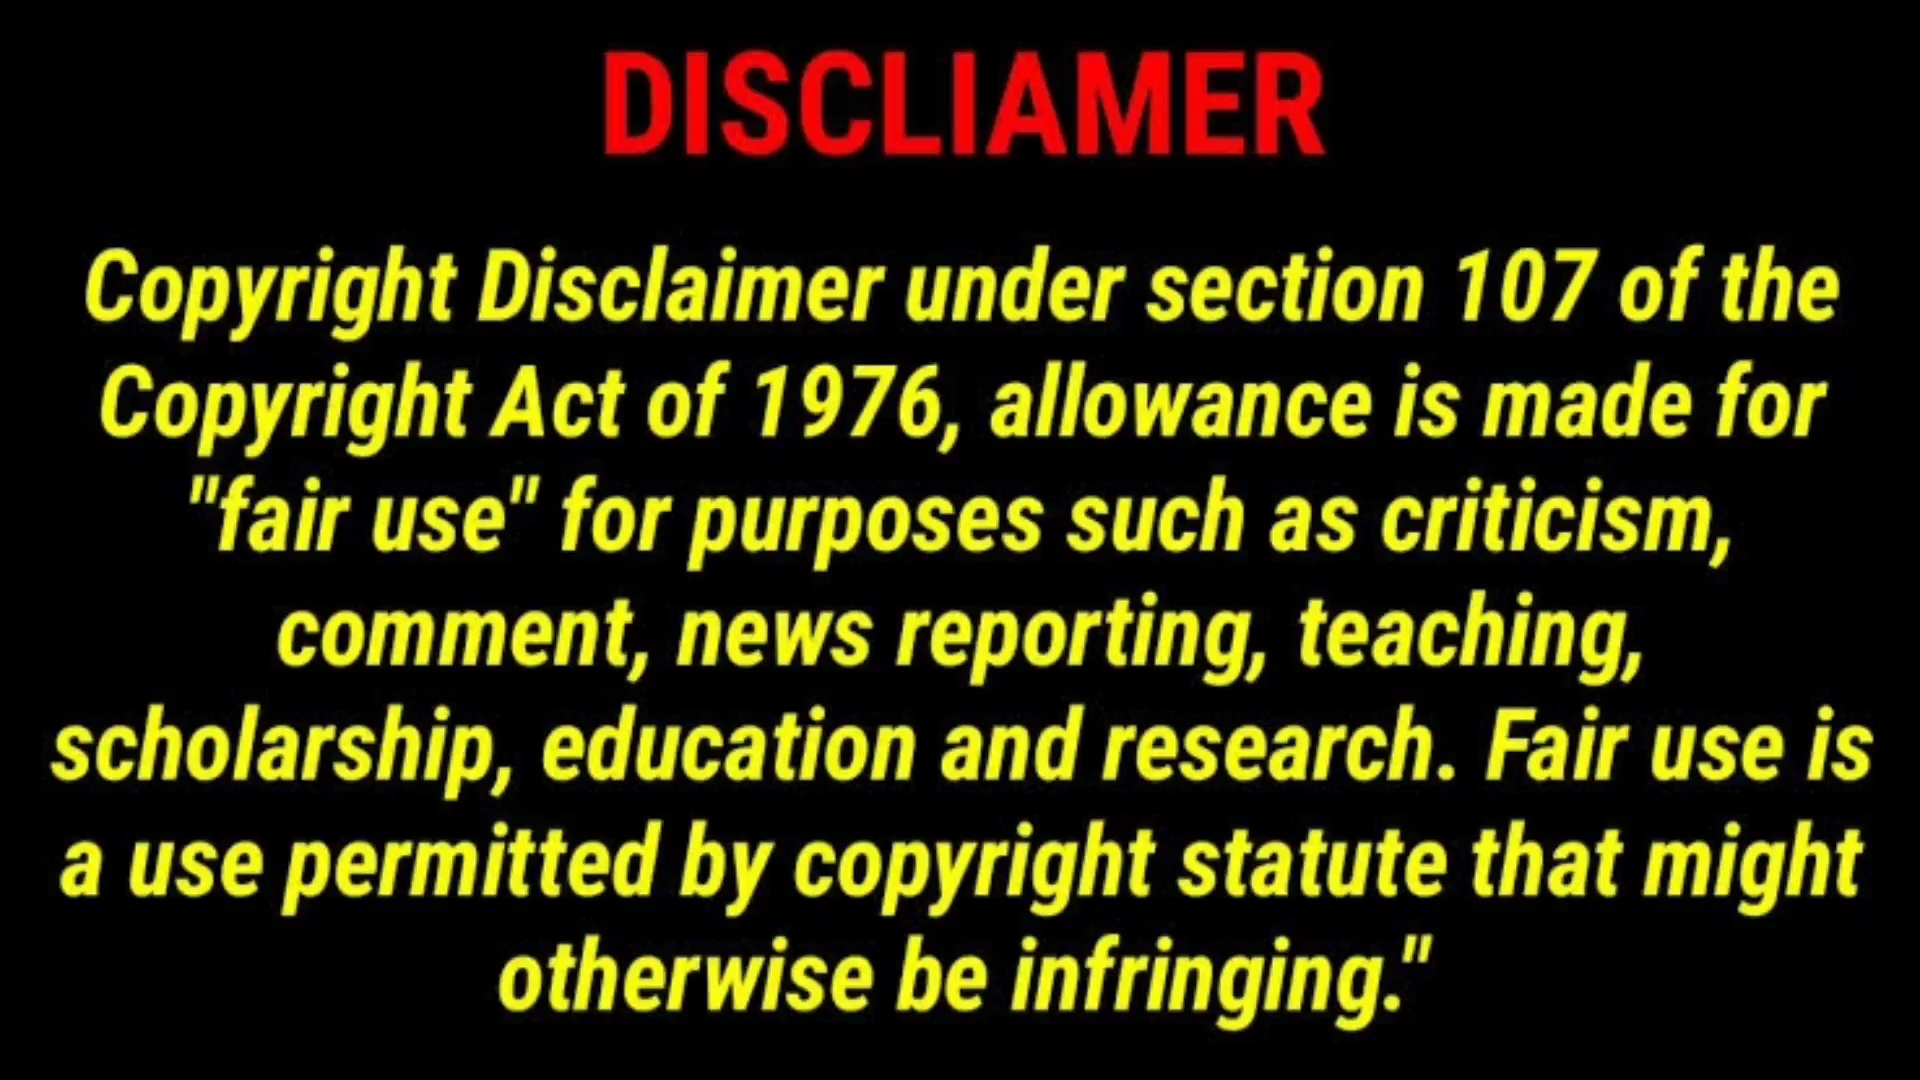 DISCLIAMER
Copyright Disclaimer under section 107 of the
Copyright Act of 1976, allowance is made for
"fair use" for purposes such as criticism,
comment, news reporting, teaching,
scholarship, education and research. Fair use is
a use permitted by copyright statute that might
otherwise be infringing."